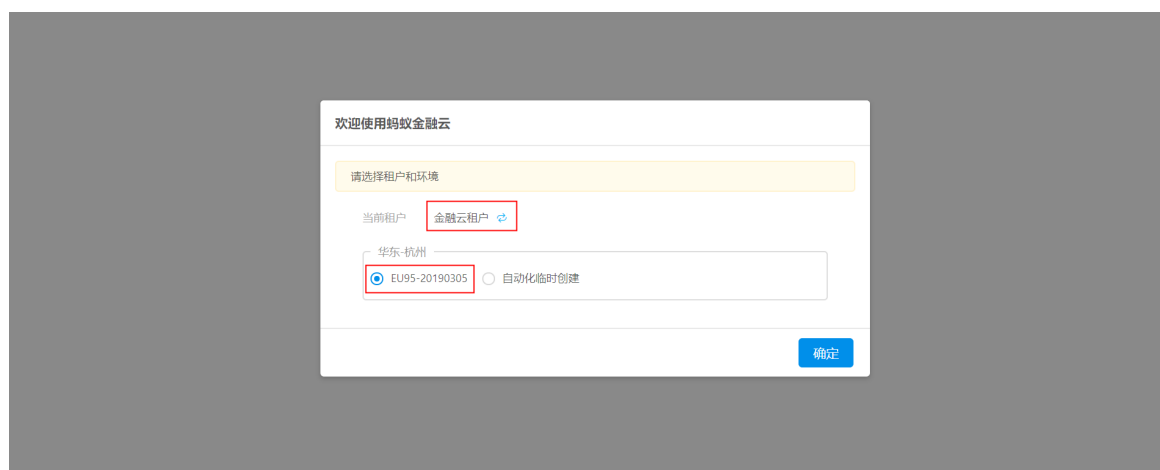 欢迎使用蚂蚁金融云
请选择租户和环境
当前租户 金融云租户
华东-杭州
EU95-20190305 自动化临时创建
确定